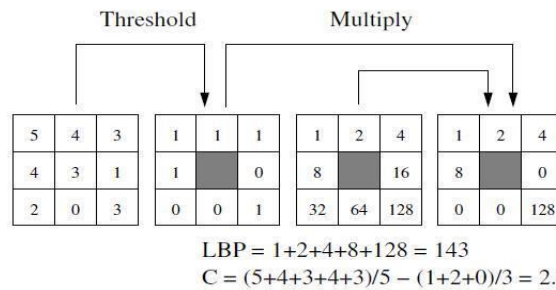 Threshold Multiply
5 4 3 1 1 1 1 2 4 1 2 4
4 3 1 1 0 8 16 8 0
2 0 3 0 0 1 32 64 128 0 0 128
LBP = 1+2+4+8+128 = 143
C = (5+4+3+4+3)/5 − (1+2+0)/3 = 2.